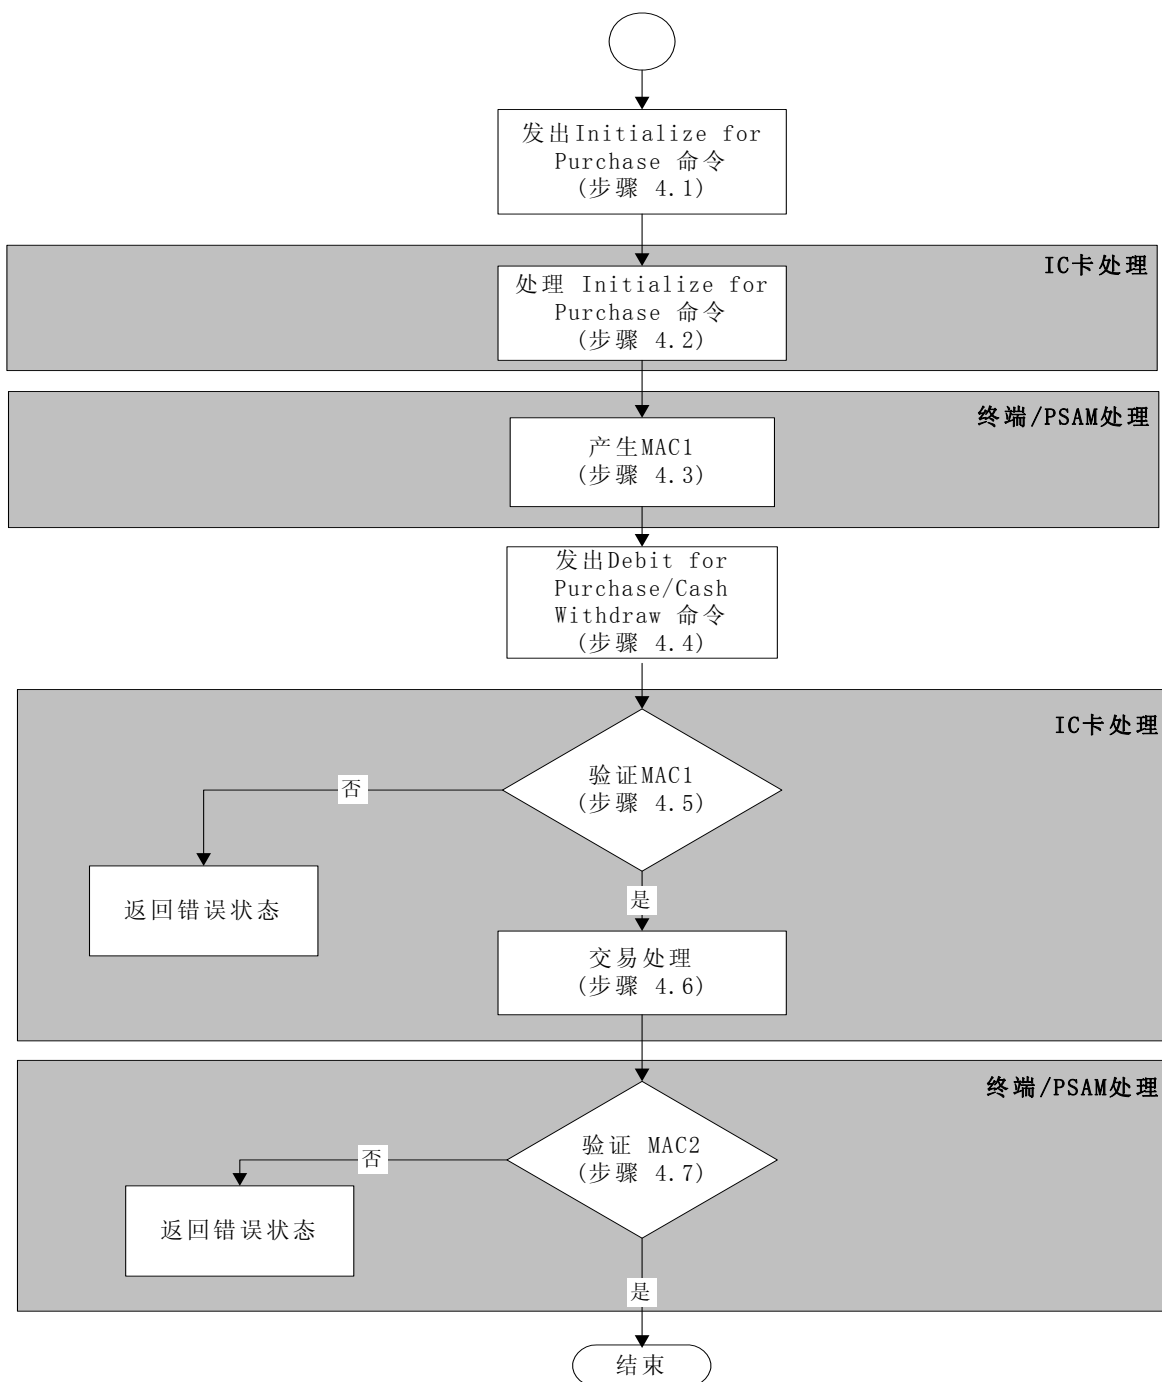 发出Initialize for
Purchase 命令
(步骤 4.1)
IC卡处理
处理 Initialize for
Purchase 命令
(步骤 4.2)
终端/PSAM处理
产生MAC1
(步骤 4.3)
发出Debit for
Purchase/Cash
Withdraw 命令
(步骤 4.4)
IC卡处理
验证MAC1
(步骤 4.5)
否
返回错误状态
是
交易处理
(步骤 4.6)
终端/PSAM处理
验证 MAC2
(步骤 4.7)
否
返回错误状态
是
结束